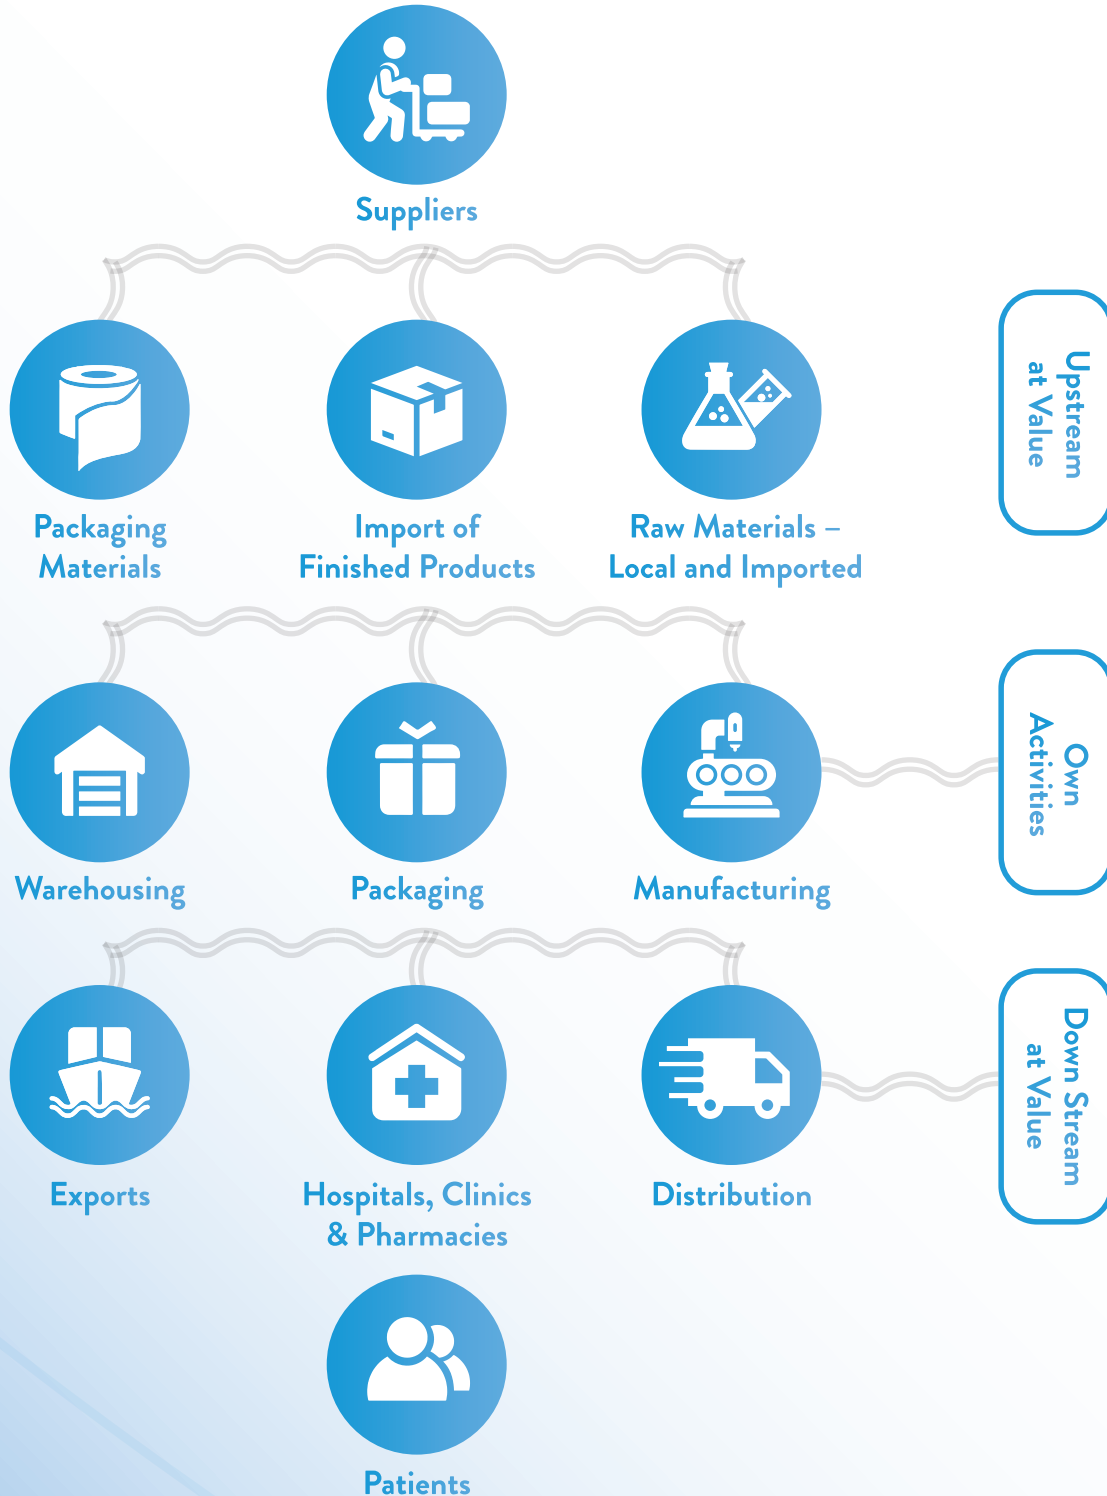 Suppliers
Packaging
Materials
Import of
Finished Products
Raw Materials –
Local and Imported
Upstream
at Value
Warehousing
Packaging
Manufacturing
Own
Activities
Exports
Hospitals, Clinics
& Pharmacies
Distribution
Down Stream
at Value
Patients